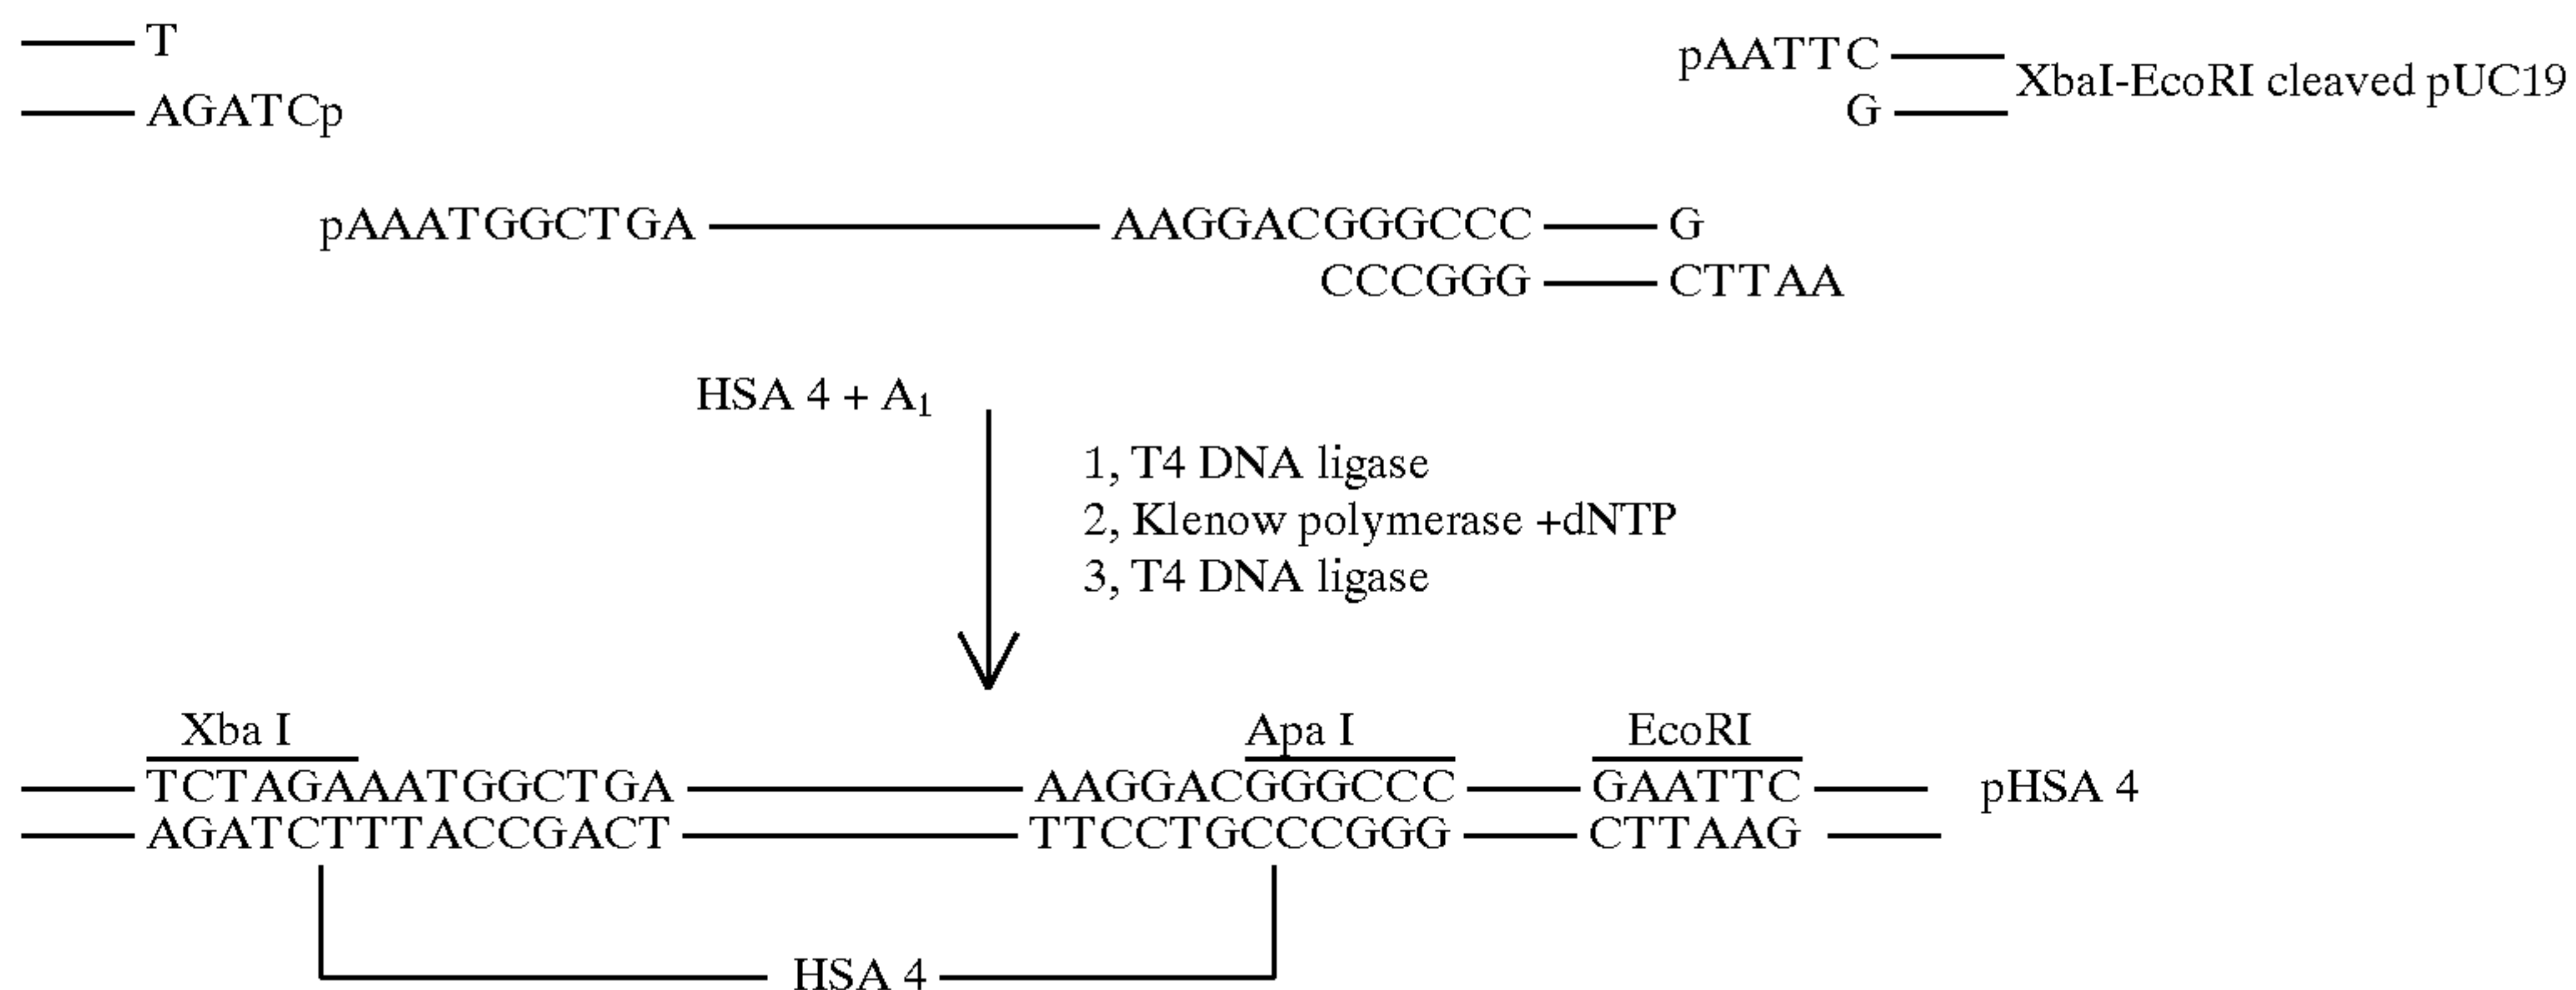 T
pAATTC
AGATCp
G
XbaI-EcoRI cleaved pUC19
pAAATGGCTGA AAGGACGGGCCC G
CCCGGG CTTAA
HSA 4 + A1
1, T4 DNA ligase
2, Klenow polymerase +dNTP
3, T4 DNA ligase
Xba I Apa I EcoRI
TCTAGAAATGGCTGA AAGGACGGGCCC GAATTC pHSA 4
AGATCTTTACCGACT TTCCTGCCCGGG CTTAAG
HSA 4